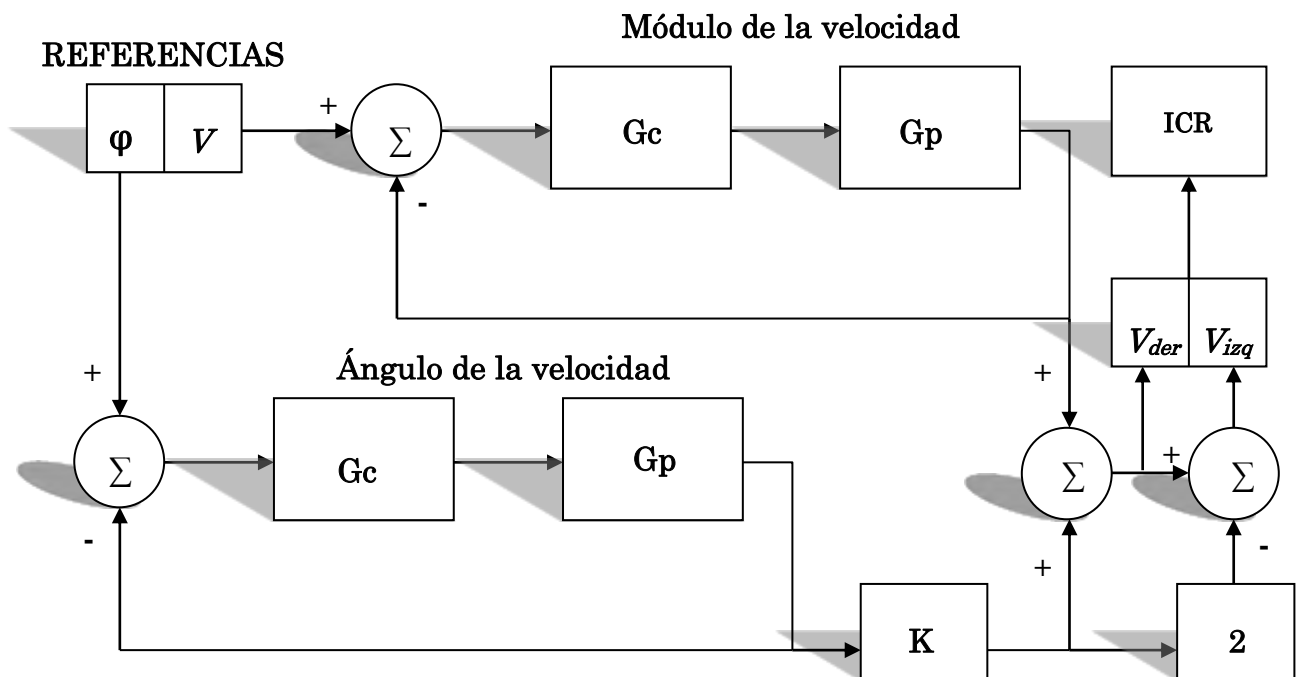 Módulo de la velocidad
REFERENCIAS
φ V
+
∑
Gc
Gp
ICR
-
V_der V_izq
+
Ángulo de la velocidad
+
∑
Gc
Gp
∑
+
∑
-
+
-
K
2